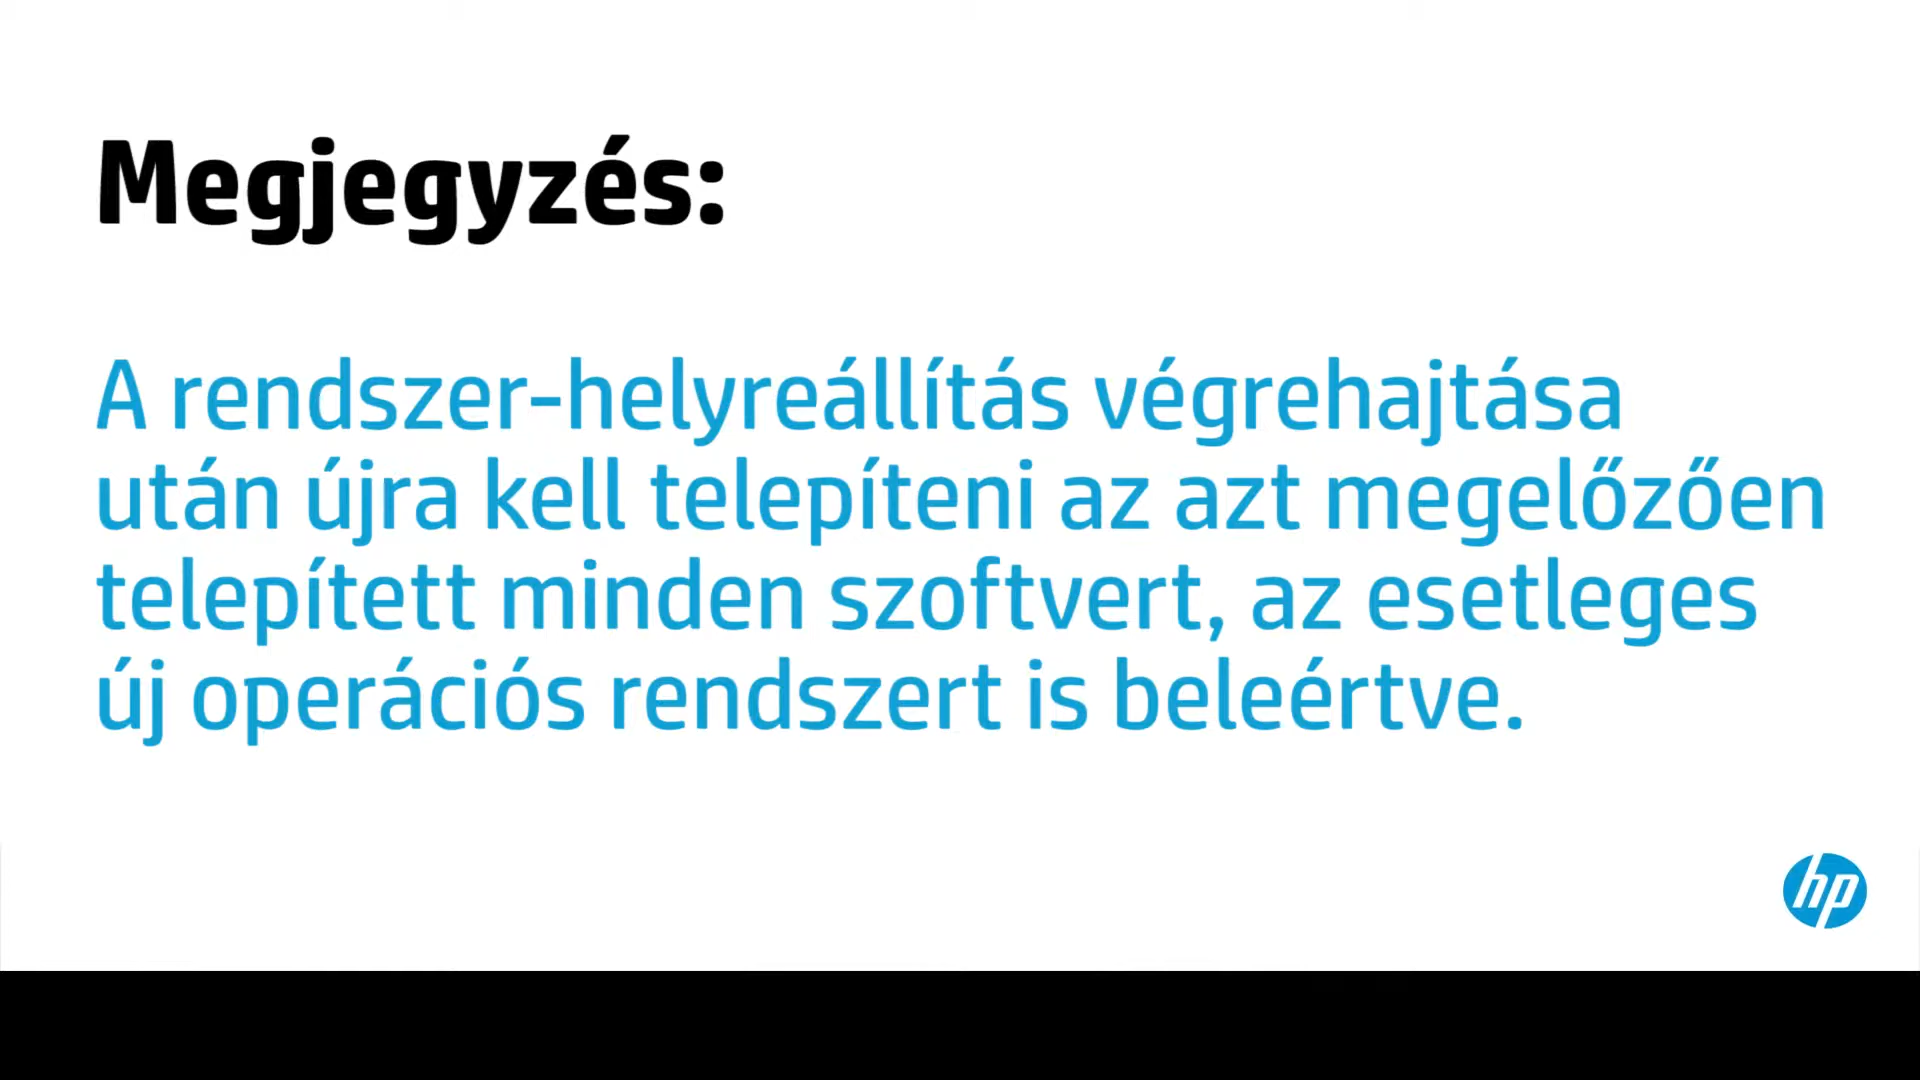 Megjegyzés:
A rendszer-helyreállítás végrehajtása
után újra kell telepíteni az azt megelőzően
telepített minden szoftvert, az esetleges
új operációs rendszert is beleértve.
hp